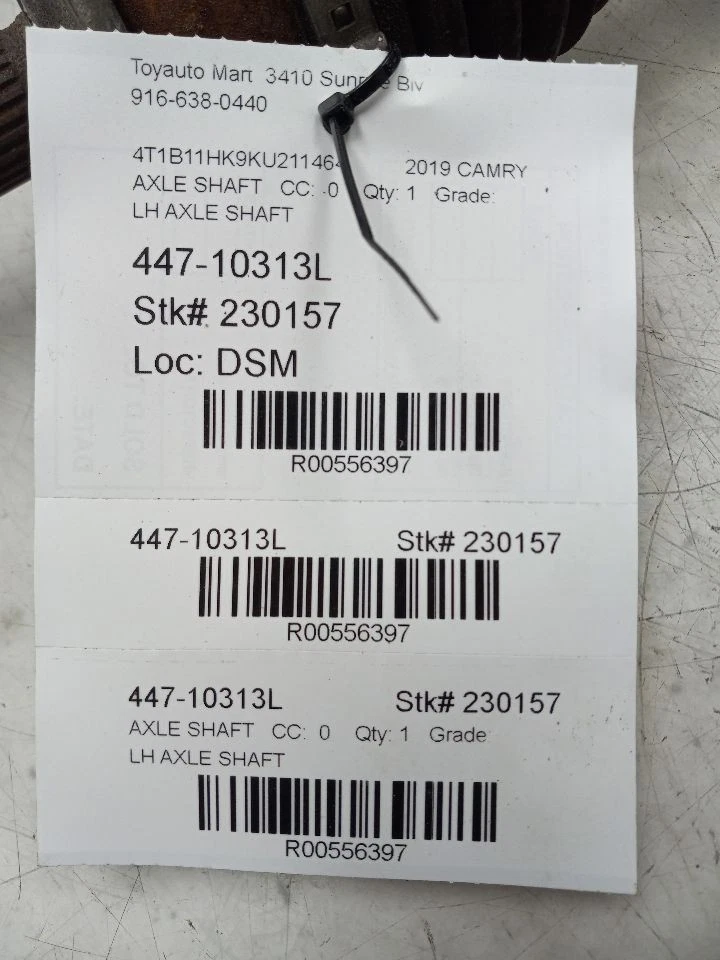 Toyauto Mart 3410 Blv
916-638-0440
4T1B11HK9KU211464 2019 CAMRY
AXLE SHAFT CC: 0 Qty: 1 Grade:
LH AXLE SHAFT
447-10313L
Stk# 230157
Loc: DSM
R00556397
447-10313L Stk# 230157
R00556397
447-10313L Stk# 230157
AXLE SHAFT CC: 0 Qty: 1 Grade
LH AXLE SHAFT
R00556397